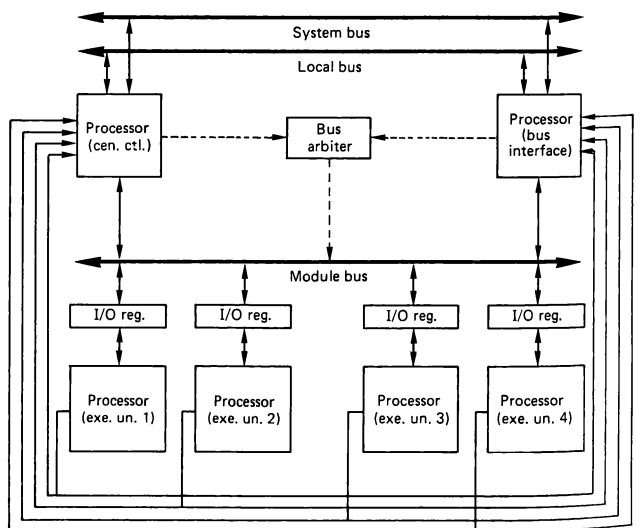 System bus
Local bus
Processor
(cen. ctl.)
Bus
arbiter
Processor
(bus
interface)
Module bus
I/O reg.
I/O reg.
I/O reg.
I/O reg.
Processor
(exe. un. 1)
Processor
(exe. un. 2)
Processor
(exe. un. 3)
Processor
(exe. un. 4)